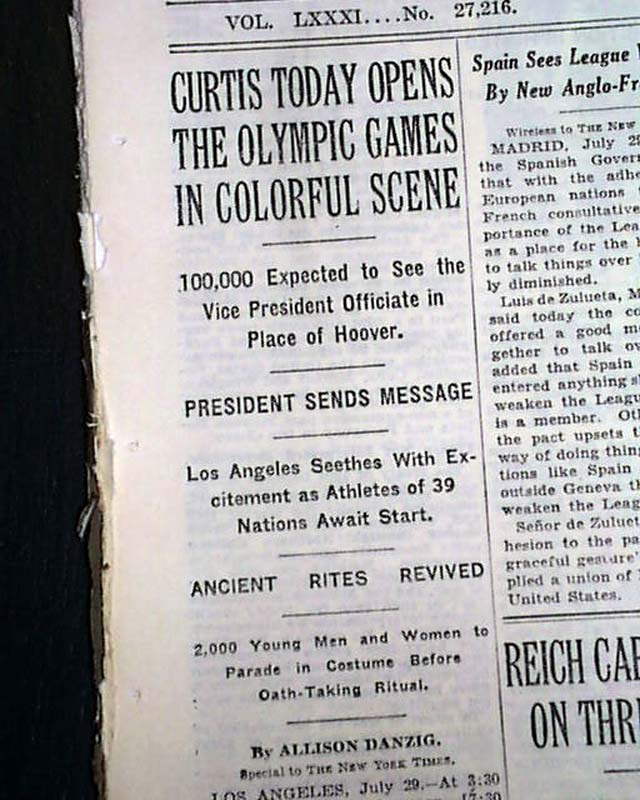 VOL. LXXXI....No. 27,216.
CURTIS TODAY OPENS
THE OLYMPIC GAMES
IN COLORFUL SCENE
100,000 Expected to See the
Vice President Officiate in
Place of Hoover.
PRESIDENT SENDS MESSAGE
Los Angeles Seethes With Ex-
citement as Athletes of 39
Nations Await Start.
ANCIENT RITES REVIVED
2,000 Young Men and Women to
Parade in Costume Before
Oath-Taking Ritual.
By ALLISON DANZIG.
Special to THE NEW YORK TIMES.
LOS ANGELES, July 29.—At 3:30
Spain Sees League
By New Anglo-Fr
Wireless to THE NEW
MADRID, July 29
the Spanish Gover
that with the adhe
European nations
French consultative
portance of the Lea
as a place for the
to talk things over
ly diminished.
Luis de Zulueta, M
said today the co
offered a good m
gether to talk ov
added that Spain
entered anything s
weaken the Leagu
is a member. Ot
the pact upsets t
way of doing thin
tions like Spain
outside Geneva th
weaken the Leag
Señor de Zuluet
hesion to the pa
graceful gesture'
plied a union of
United States.
REICH CA
ON THR